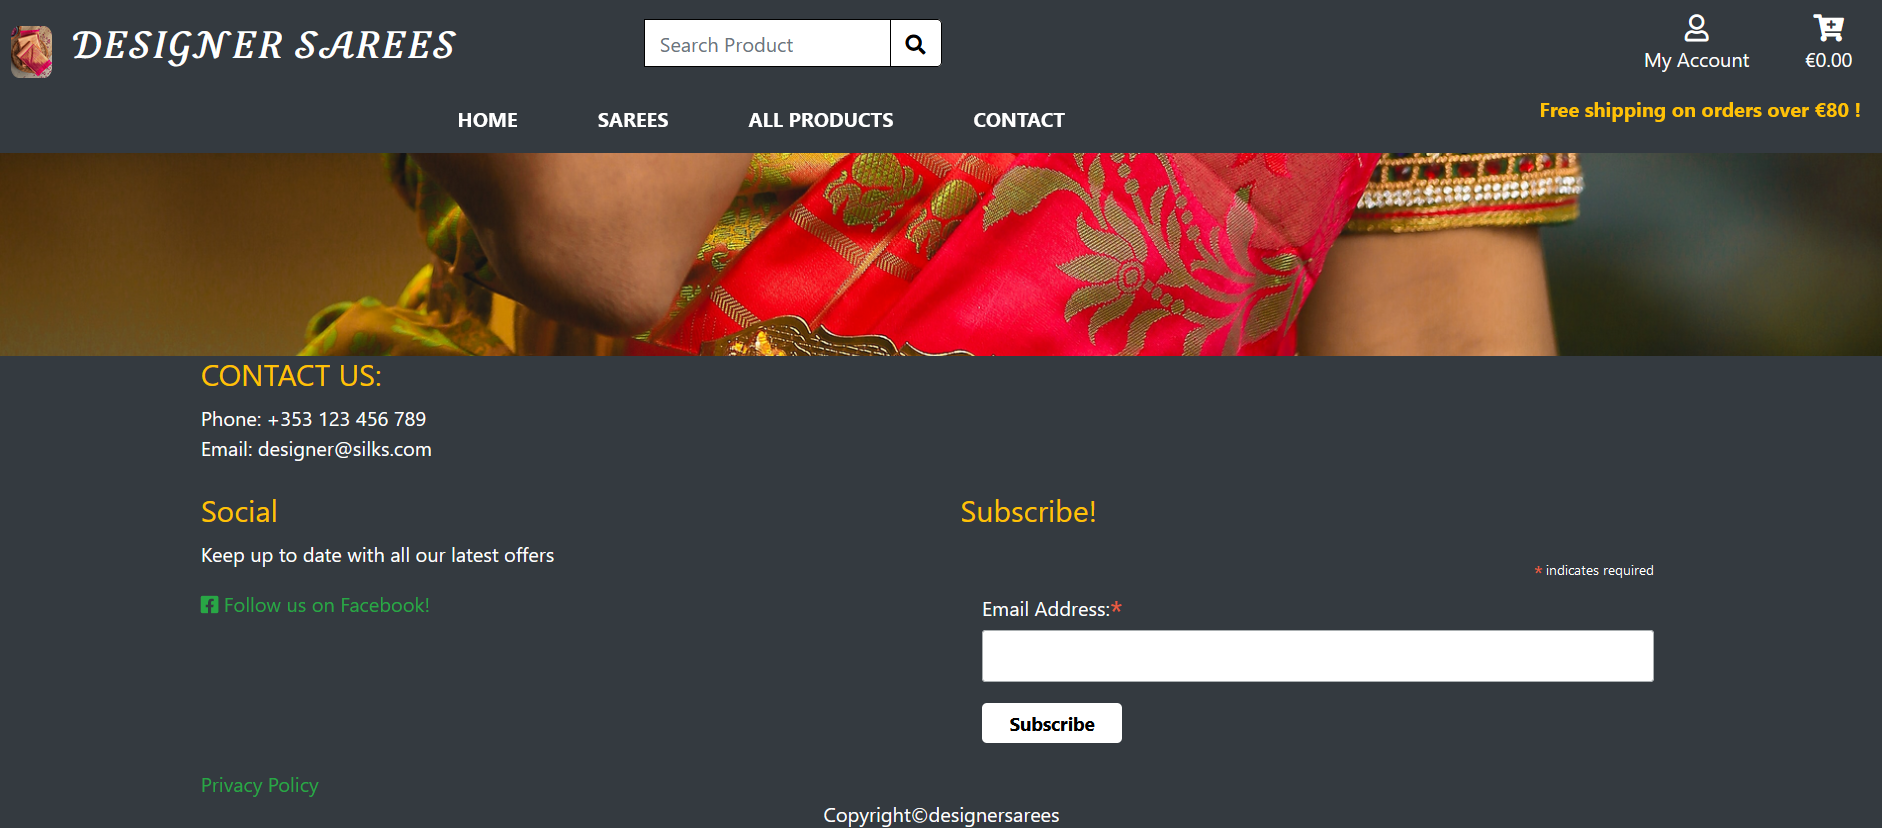 DESIGNER SAREES
Search Product
My Account
€0.00
HOME
SAREES
ALL PRODUCTS
CONTACT
Free shipping on orders over €80 !
CONTACT US:
Phone: +353 123 456 789
Email: designer@silks.com
Social
Keep up to date with all our latest offers
Follow us on Facebook!
Subscribe!
* indicates required
Email Address:*
Subscribe
Privacy Policy
Copyright©designersarees